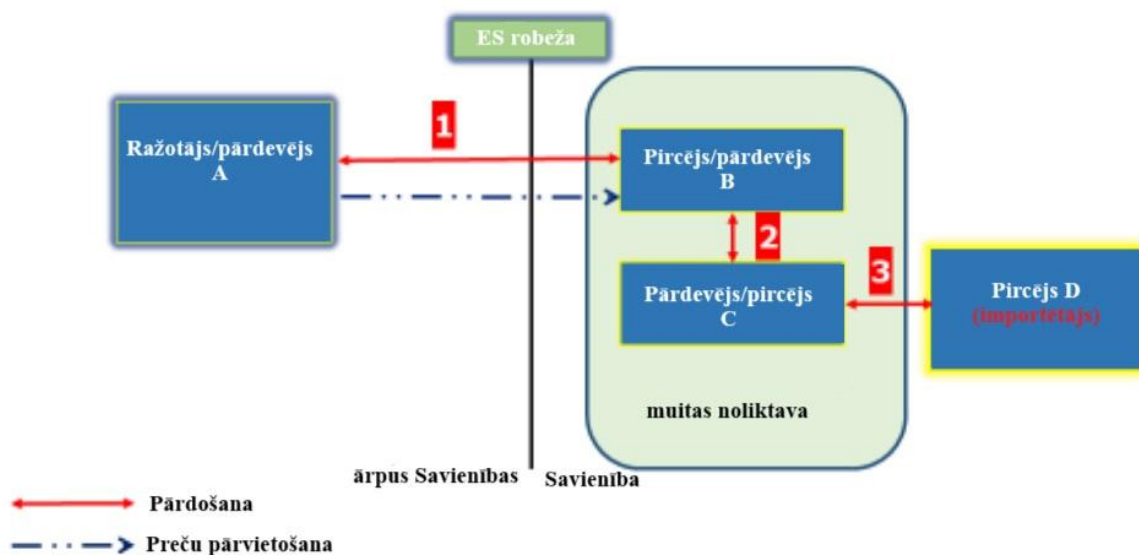 ES robeža
1
Ražotājs/pārdevējs
A
Pircējs/pārdevējs
B
2
3
Pārdevējs/pircējs
C
Pircējs D
(importētājs)
muitas noliktava
ārpus Savienības
Savienība
Pārdošana
Preču pārvietošana